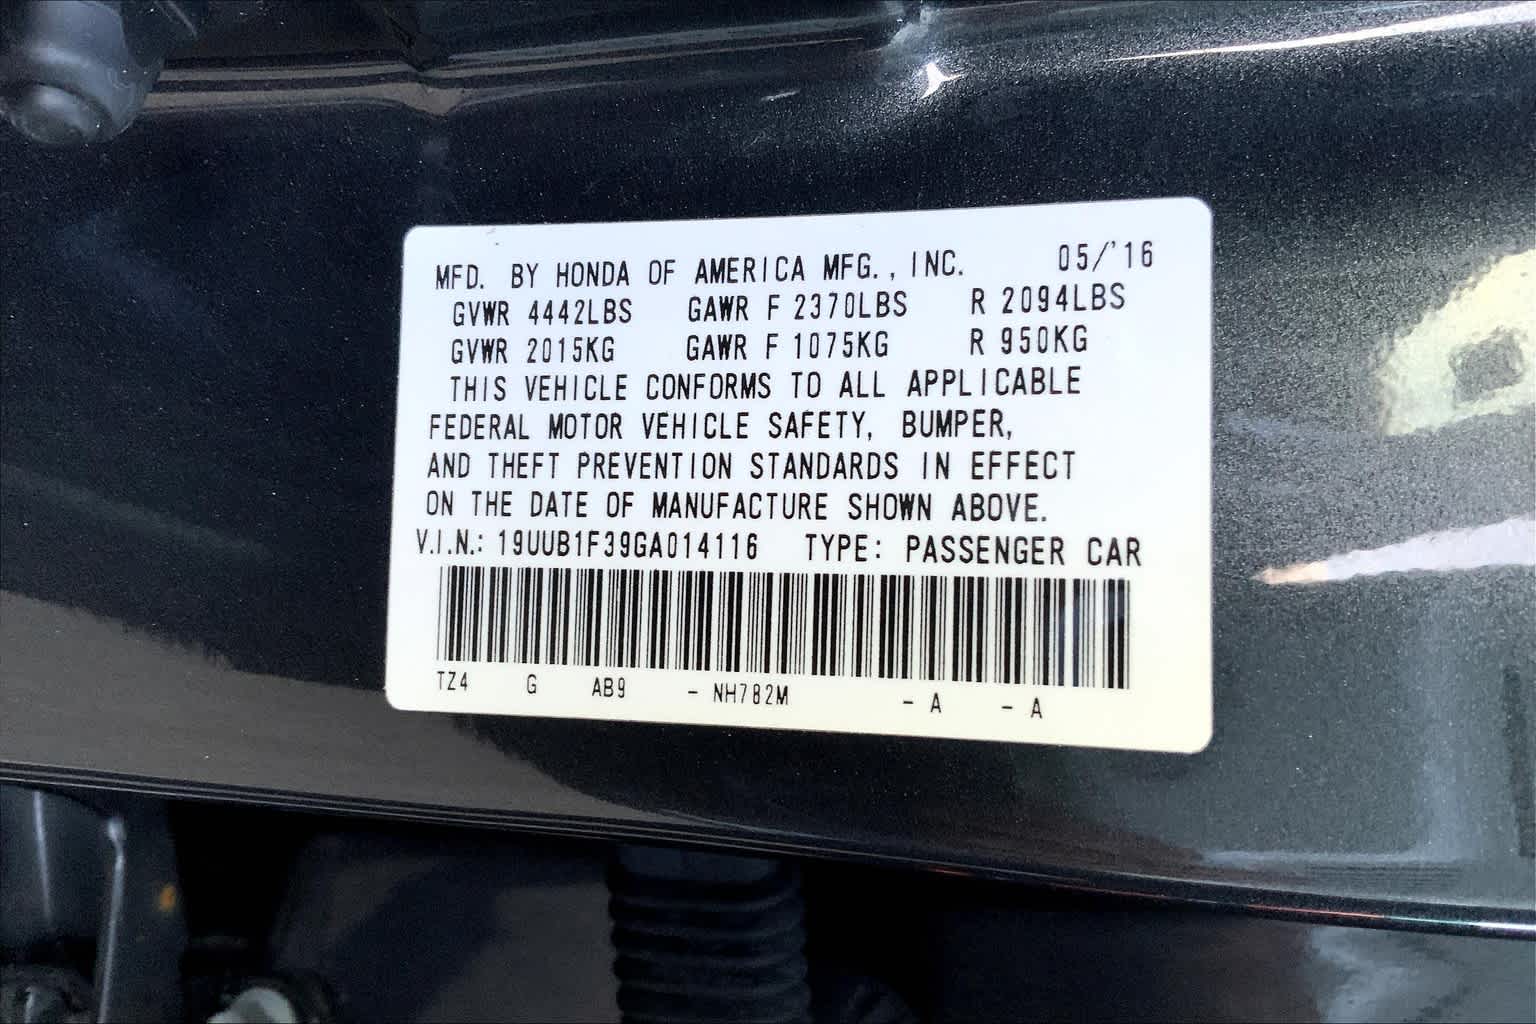 MFD. BY HONDA OF AMERICA MFG., INC. 05/'16
GVWR 4442LBS GAWR F 2370LBS R 2094LBS
GVWR 2015KG GAWR F 1075KG R 950KG
THIS VEHICLE CONFORMS TO ALL APPLICABLE
FEDERAL MOTOR VEHICLE SAFETY, BUMPER,
AND THEFT PREVENTION STANDARDS IN EFFECT
ON THE DATE OF MANUFACTURE SHOWN ABOVE.
V.I.N.: 19UUB1F39GA014116 TYPE: PASSENGER CAR
TZ4 G AB9 - NH782M - A - A